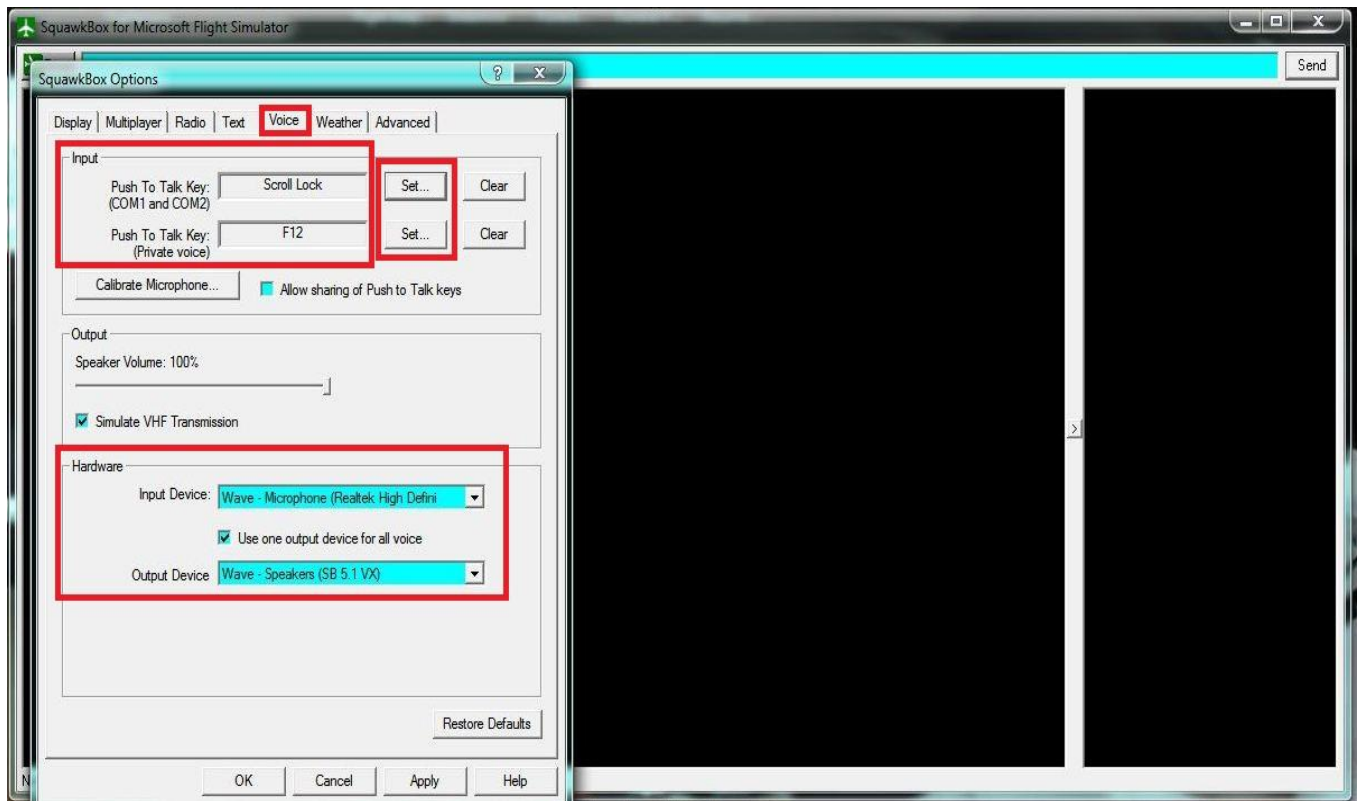 SquawkBox for Microsoft Flight Simulator
Send
SquawkBox Options
Display Multiplayer Radio Text Voice Weather Advanced
Input
Push To Talk Key: Scroll Lock Set... Clear
(COM1 and COM2)
Push To Talk Key: F12 Set... Clear
(Private voice)
Calibrate Microphone... Allow sharing of Push to Talk keys
Output
Speaker Volume: 100%
Simulate VHF Transmission
Hardware
Input Device: Wave - Microphone (Realtek High Defini
Use one output device for all voice
Output Device Wave - Speakers (SB 5.1 VX)
Restore Defaults
OK Cancel Apply Help